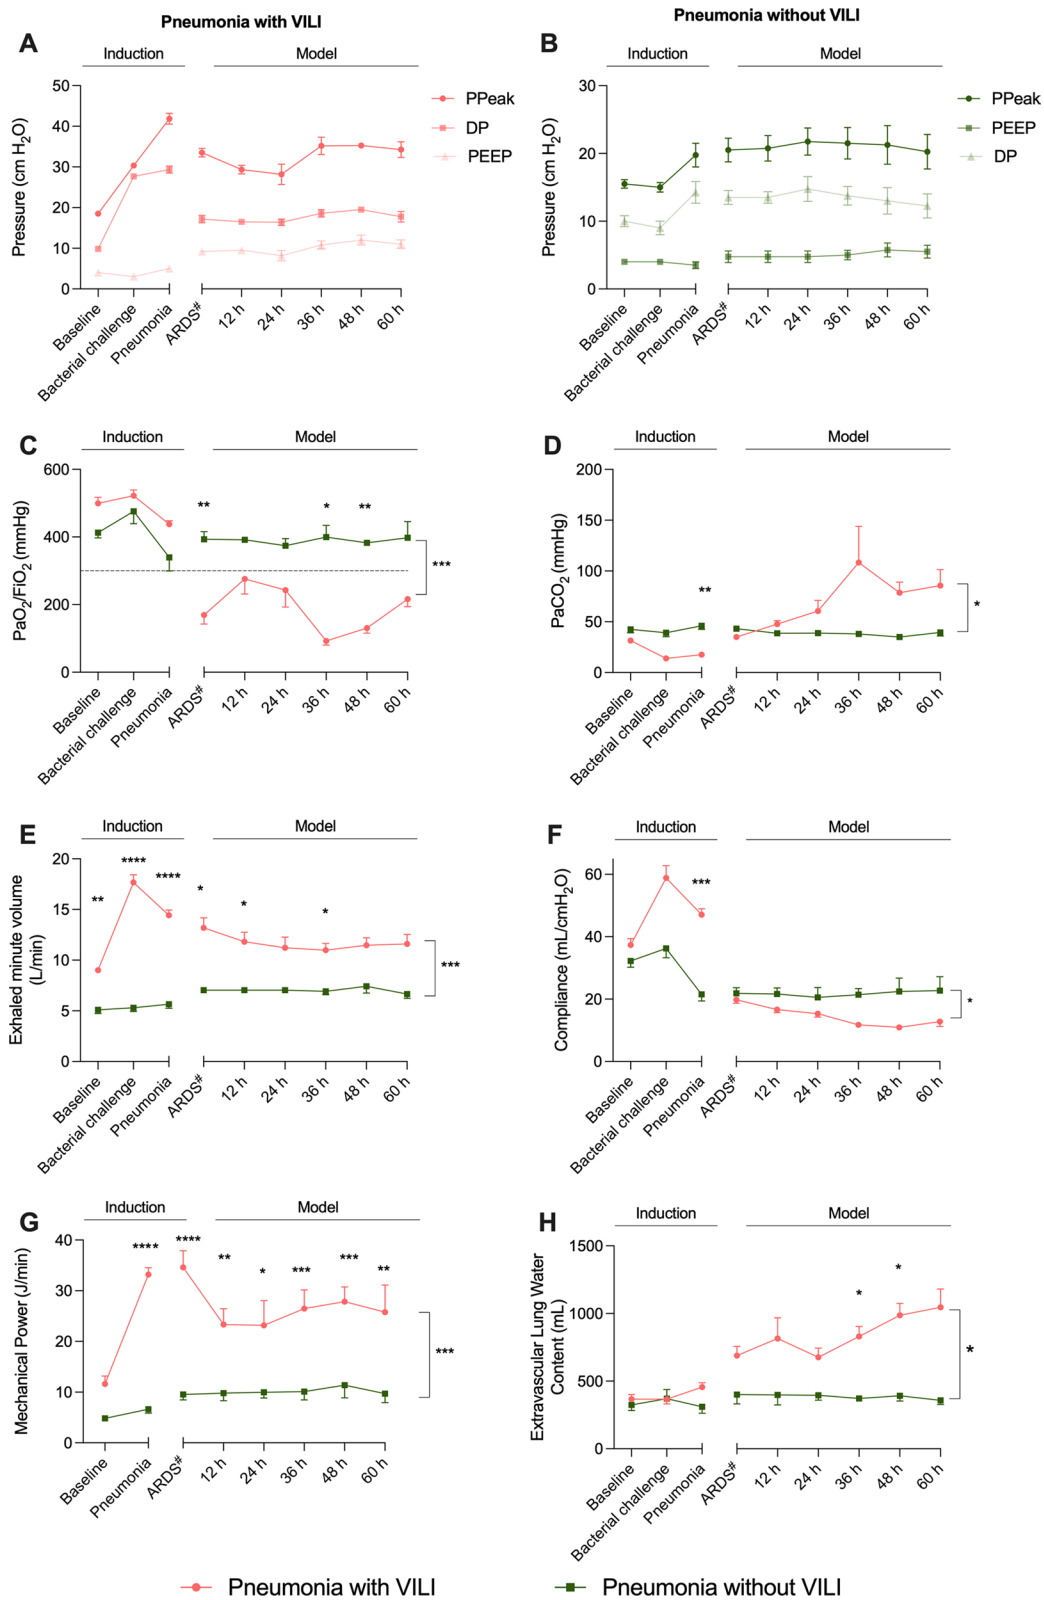 Pneumonia with VILI
Pneumonia without VILI
A
Induction
Model
Pressure (cm H2O)
50
40
30
20
10
0
Baseline
Bacterial challenge
Pneumonia
ARDS#
12 h
24 h
36 h
48 h
60 h
PPeak
DP
PEEP
B
Induction
Model
Pressure (cm H2O)
30
20
10
0
Baseline
Bacterial challenge
Pneumonia
ARDS#
12 h
24 h
36 h
48 h
60 h
PPeak
PEEP
DP
C
Induction
Model
PaO2/FiO2 (mmHg)
600
400
200
0
**
*
**
***
Baseline
Bacterial challenge
Pneumonia
ARDS#
12 h
24 h
36 h
48 h
60 h
D
Induction
Model
PaCO2 (mmHg)
200
150
100
50
0
**
*
Baseline
Bacterial challenge
Pneumonia
ARDS#
12 h
24 h
36 h
48 h
60 h
E
Induction
Model
Exhaled minute volume
(L/min)
20
15
10
5
0
**
****
****
*
*
*
***
Baseline
Bacterial challenge
Pneumonia
ARDS#
12 h
24 h
36 h
48 h
60 h
F
Induction
Model
Compliance (mL/cmH2O)
60
40
20
0
***
*
Baseline
Bacterial challenge
Pneumonia
ARDS#
12 h
24 h
36 h
48 h
60 h
G
Induction
Model
Mechanical Power (J/min)
40
30
20
10
0
****
****
**
*
***
***
**
***
Baseline
Pneumonia
ARDS#
12 h
24 h
36 h
48 h
60 h
H
Induction
Model
Extravascular Lung Water
Content (mL)
1500
1000
500
0
*
*
*
Baseline
Bacterial challenge
Pneumonia
ARDS#
12 h
24 h
36 h
48 h
60 h
Pneumonia with VILI
Pneumonia without VILI